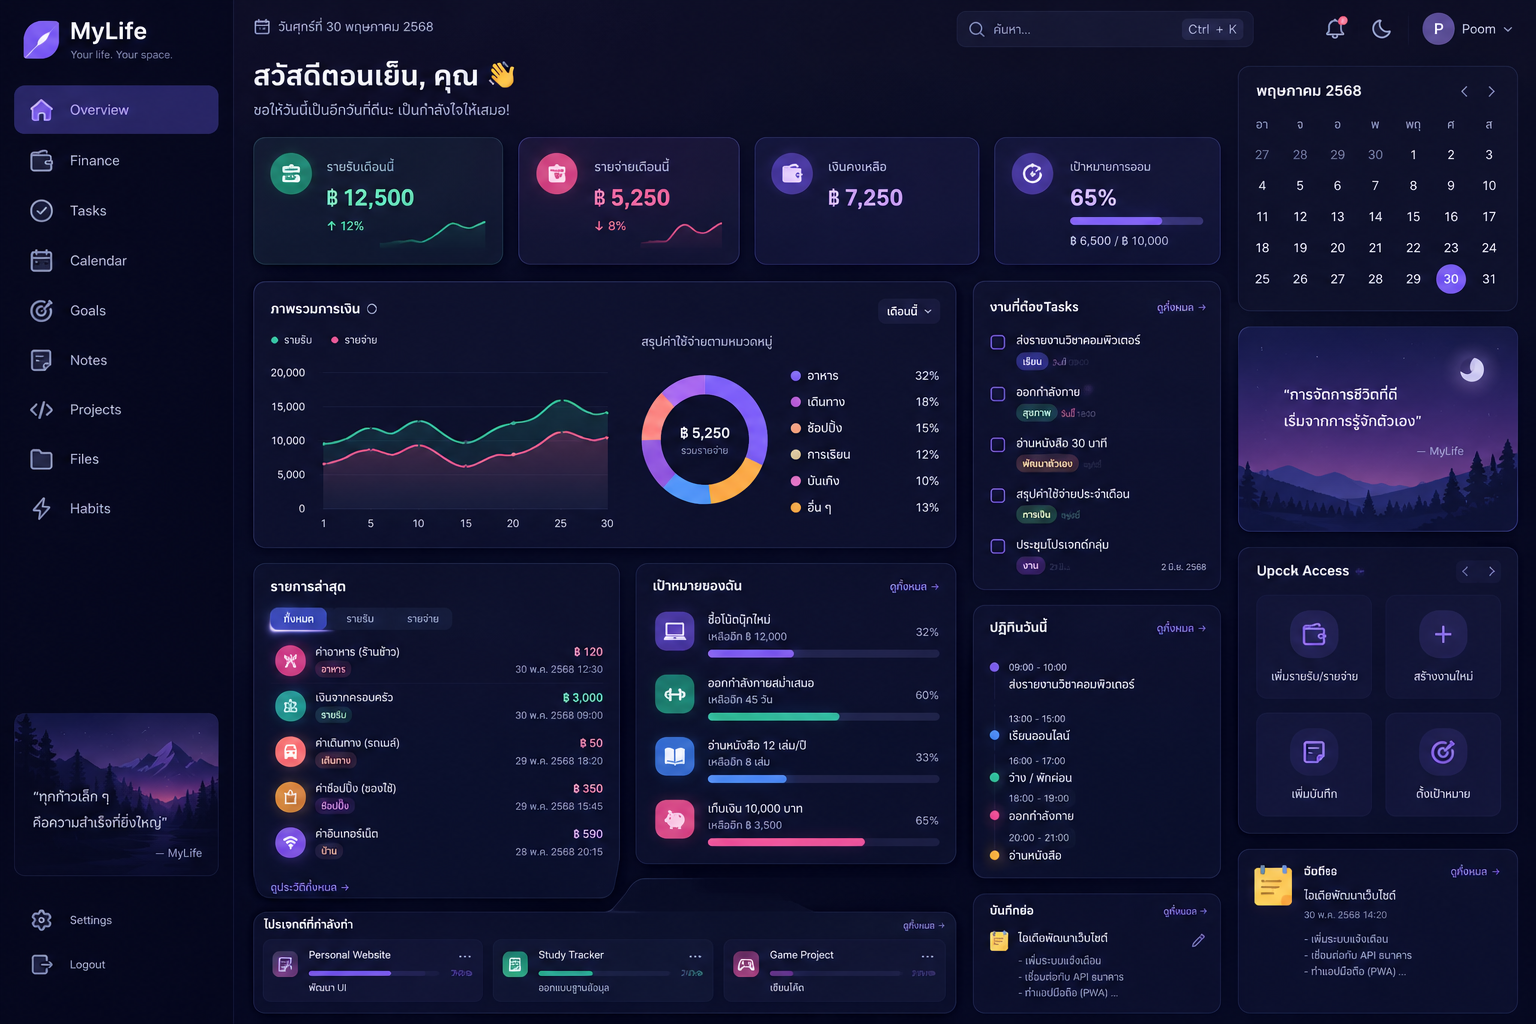 MyLife
Your life. Your space.
Overview
Finance
Tasks
Calendar
Goals
Notes
Projects
Files
Habits
“ทุกก้าวเล็ก ๆ
คือความสำเร็จที่ยิ่งใหญ่”
— MyLife
Settings
Logout
วันศุกร์ที่ 30 พฤษภาคม 2568
ค้นหา...
Ctrl + K
P
Poom
สวัสดีตอนเย็น, คุณ 👋
ขอให้วันนี้เป็นอีกวันที่ดีนะ เป็นกำลังใจให้เสมอ!
รายรับเดือนนี้
฿ 12,500
↑ 12%
รายจ่ายเดือนนี้
฿ 5,250
↓ 8%
เงินคงเหลือ
฿ 7,250
เป้าหมายการออม
65%
฿ 6,500 / ฿ 10,000
ภาพรวมการเงิน
เดือนนี้
รายรับ
รายจ่าย
20,000
15,000
10,000
5,000
0
1 5 10 15 20 25 30
สรุปค่าใช้จ่ายตามหมวดหมู่
฿ 5,250
รวมรายจ่าย
อาหาร 32%
เดินทาง 18%
ช้อปปิ้ง 15%
การเรียน 12%
บันเทิง 10%
อื่น ๆ 13%
งานที่ต้องTasks
ดูทั้งหมด →
ส่งรายงานวิชาคอมพิวเตอร์
เรียน
ออกกำลังกาย
สุขภาพ
อ่านหนังสือ 30 นาที
พัฒนาตัวเอง
สรุปค่าใช้จ่ายประจำเดือน
การเงิน
ประชุมโปรเจกต์กลุ่ม
งาน
2 มิ.ย. 2568
รายการล่าสุด
ทั้งหมด
รายรับ
รายจ่าย
ค่าอาหาร (ร้านข้าว)
฿ 120
อาหาร
30 พ.ค. 2568 12:30
เงินจากครอบครัว
฿ 3,000
รายรับ
30 พ.ค. 2568 09:00
ค่าเดินทาง (รถเมล์)
฿ 50
เดินทาง
29 พ.ค. 2568 18:20
ค่าช้อปปิ้ง (ของใช้)
฿ 350
ช้อปปิ้ง
29 พ.ค. 2568 15:45
ค่าอินเทอร์เน็ต
฿ 590
บ้าน
28 พ.ค. 2568 20:15
ดูประวัติทั้งหมด →
เป้าหมายของฉัน
ดูทั้งหมด →
ซื้อโน้ตบุ๊กใหม่
เหลืออีก ฿ 12,000
32%
ออกกำลังกายสม่ำเสมอ
เหลืออีก 45 วัน
60%
อ่านหนังสือ 12 เล่ม/ปี
เหลืออีก 8 เล่ม
33%
เก็บเงิน 10,000 บาท
เหลืออีก ฿ 3,500
65%
ปฏิทินวันนี้
ดูทั้งหมด →
09:00 - 10:00
ส่งรายงานวิชาคอมพิวเตอร์
13:00 - 15:00
เรียนออนไลน์
16:00 - 17:00
ว่าง / พักผ่อน
18:00 - 19:00
ออกกำลังกาย
20:00 - 21:00
อ่านหนังสือ
โปรเจกต์ที่กำลังทำ
ดูทั้งหมด →
Personal Website
พัฒนา UI
Study Tracker
ออกแบบฐานข้อมูล
Game Project
เขียนโค้ด
บันทึกย่อ
ดูทั้งหมด →
ไอเดียพัฒนาเว็บไซต์
- เพิ่มระบบแจ้งเตือน
- เชื่อมต่อกับ API ธนาคาร
- ทำแอปมือถือ (PWA) ...
พฤษภาคม 2568
อา จ อ พ พฤ ศ ส
27 28 29 30 1 2 3
4 5 6 7 8 9 10
11 12 13 14 15 16 17
18 19 20 21 22 23 24
25 26 27 28 29 30 31
“การจัดการชีวิตที่ดี
เริ่มจากการรู้จักตัวเอง”
— MyLife
Upcck Access
เพิ่มรายรับ/รายจ่าย
สร้างงานใหม่
เพิ่มบันทึก
ตั้งเป้าหมาย
ดูทั้งหมด →
ไอเดียพัฒนาเว็บไซต์
30 พ.ค. 2568 14:20
- เพิ่มระบบแจ้งเตือน
- เชื่อมต่อกับ API ธนาคาร
- ทำแอปมือถือ (PWA) ...